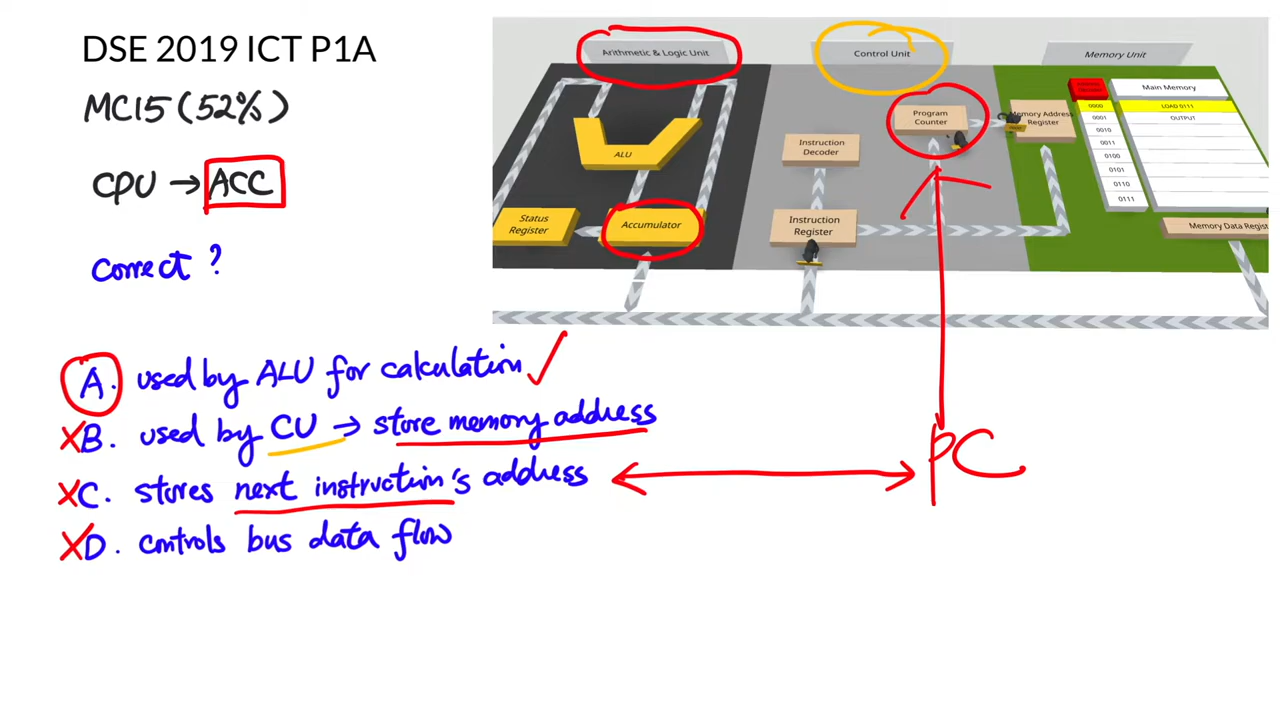 DSE 2019 ICT P1A
MC15 (52%)
CPU → ACC
correct ?
Arithmetic & Logic Unit
Control Unit
Memory Unit
ALU
Status
Register
Accumulator
Instruction
Decoder
Instruction
Register
Program
Counter
Memory Address
Register
Main Memory
0000 LOAD 0111
0001 OUTPUT
0010
0011
0100
0101
0110
0111
Memory Data Regist
A. used by ALU for calculation ✓
X B. used by CU → store memory address
X C. stores next instruction's address
X D. controls bus data flow
PC